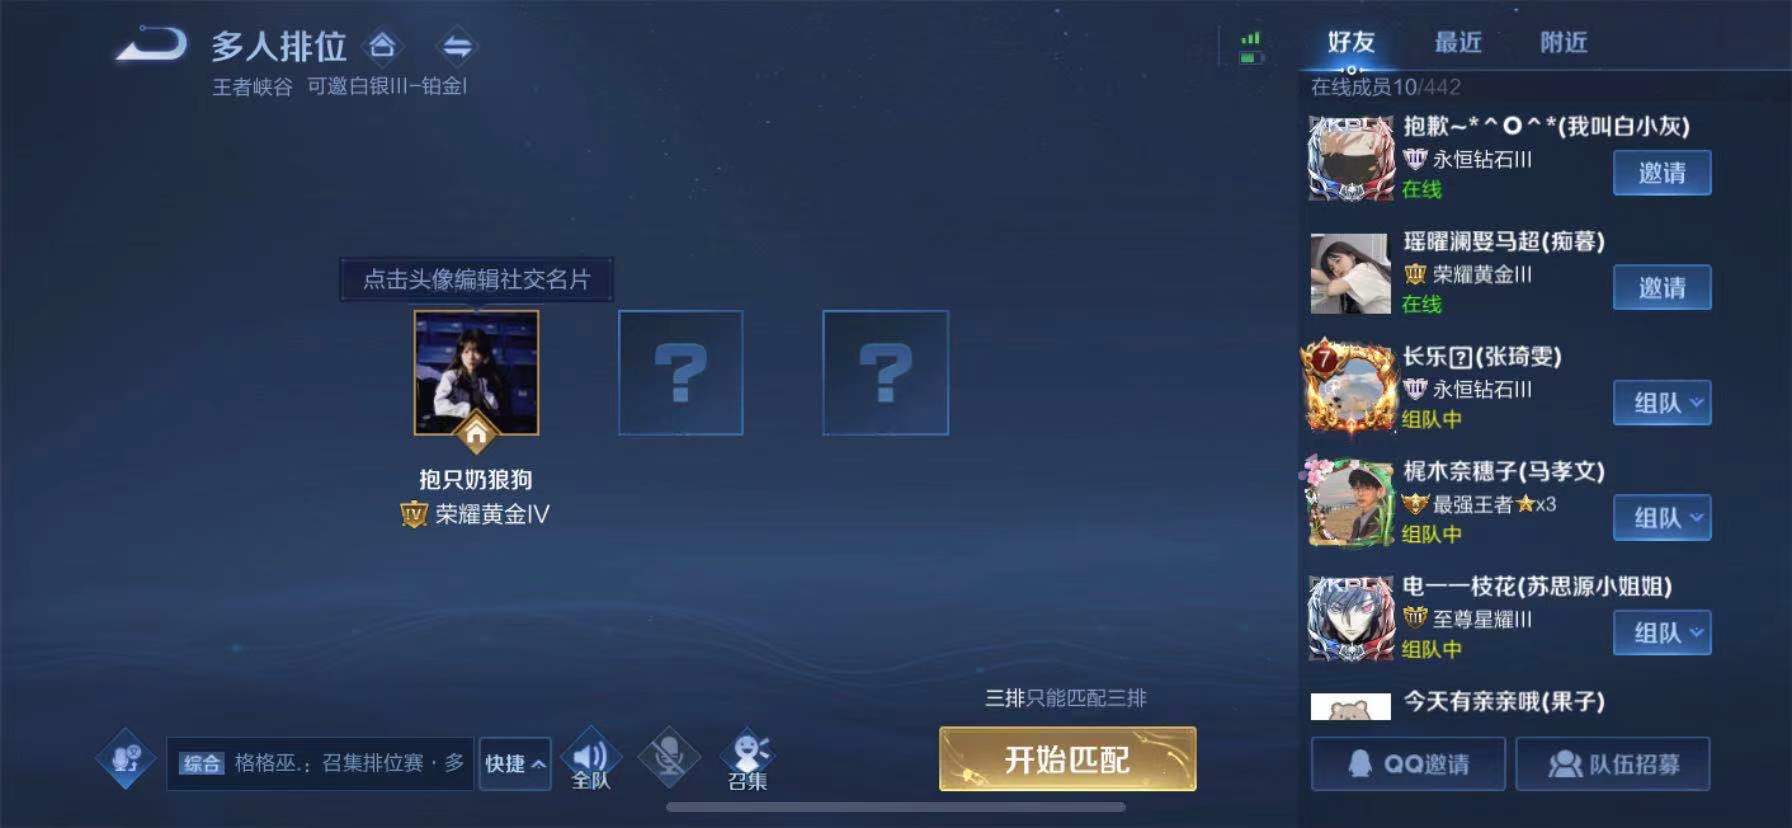 多人排位
王者峡谷 可邀白银III-铂金I
点击头像编辑社交名片
抱只奶狼狗
IV 荣耀黄金IV
三排只能匹配三排
开始匹配
综合 格格巫.：召集排位赛·多
快捷
全队
召集
好友 最近 附近
在线成员10/442
抱歉~*^O^*(我叫白小灰)
永恒钻石III
在线
邀请
瑶曜澜娶马超(痴暮)
荣耀黄金III
在线
邀请
7
长乐?(张琦雯)
永恒钻石III
组队中
组队
梶木奈穗子(马孝文)
最强王者★x3
组队中
组队
KPL
电一一枝花(苏思源小姐姐)
至尊星耀III
组队中
组队
今天有亲亲哦(果子)
QQ邀请
队伍招募